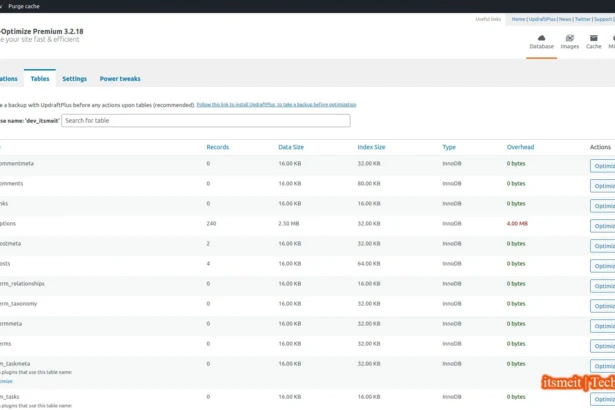 Purge cache
Useful links Home | UpdraftPlus | News | Twitter | Support |
-Optimize Premium 3.2.18
e your site fast & efficient
Database Images Cache Mi
ations Tables Settings Power tweaks
e a backup with UpdraftPlus before any actions upon tables (recommended). Follow this link to install UpdraftPlus, to take a backup before optimization
se name: 'dev_itsmeit' Search for table
Records Data Size Index Size Type Overhead Actions
ommentmeta 0 16.00 KB 32.00 KB InnoDB 0 bytes Optimiz
omments 0 16.00 KB 80.00 KB InnoDB 0 bytes Optimiz
nks 0 16.00 KB 16.00 KB InnoDB 0 bytes Optimiz
ptions 240 2.50 MB 32.00 KB InnoDB 4.00 MB Optimiz
ostmeta 2 16.00 KB 32.00 KB InnoDB 0 bytes Optimiz
osts 4 16.00 KB 64.00 KB InnoDB 0 bytes Optimiz
erm_relationships 0 16.00 KB 16.00 KB InnoDB 0 bytes Optimiz
erm_taxonomy 0 16.00 KB 32.00 KB InnoDB 0 bytes Optimiz
ermmeta 0 16.00 KB 32.00 KB InnoDB 0 bytes Optimiz
erms 0 16.00 KB 32.00 KB InnoDB 0 bytes Optimiz
m_taskmeta 0 16.00 KB 32.00 KB InnoDB 0 bytes Optimiz
plugins that use this table name:
imize
itsmeit | Tech
m_tasks 0 16.00 KB 16.00 KB InnoDB 0 bytes Optimiz
plugins that use this table name: